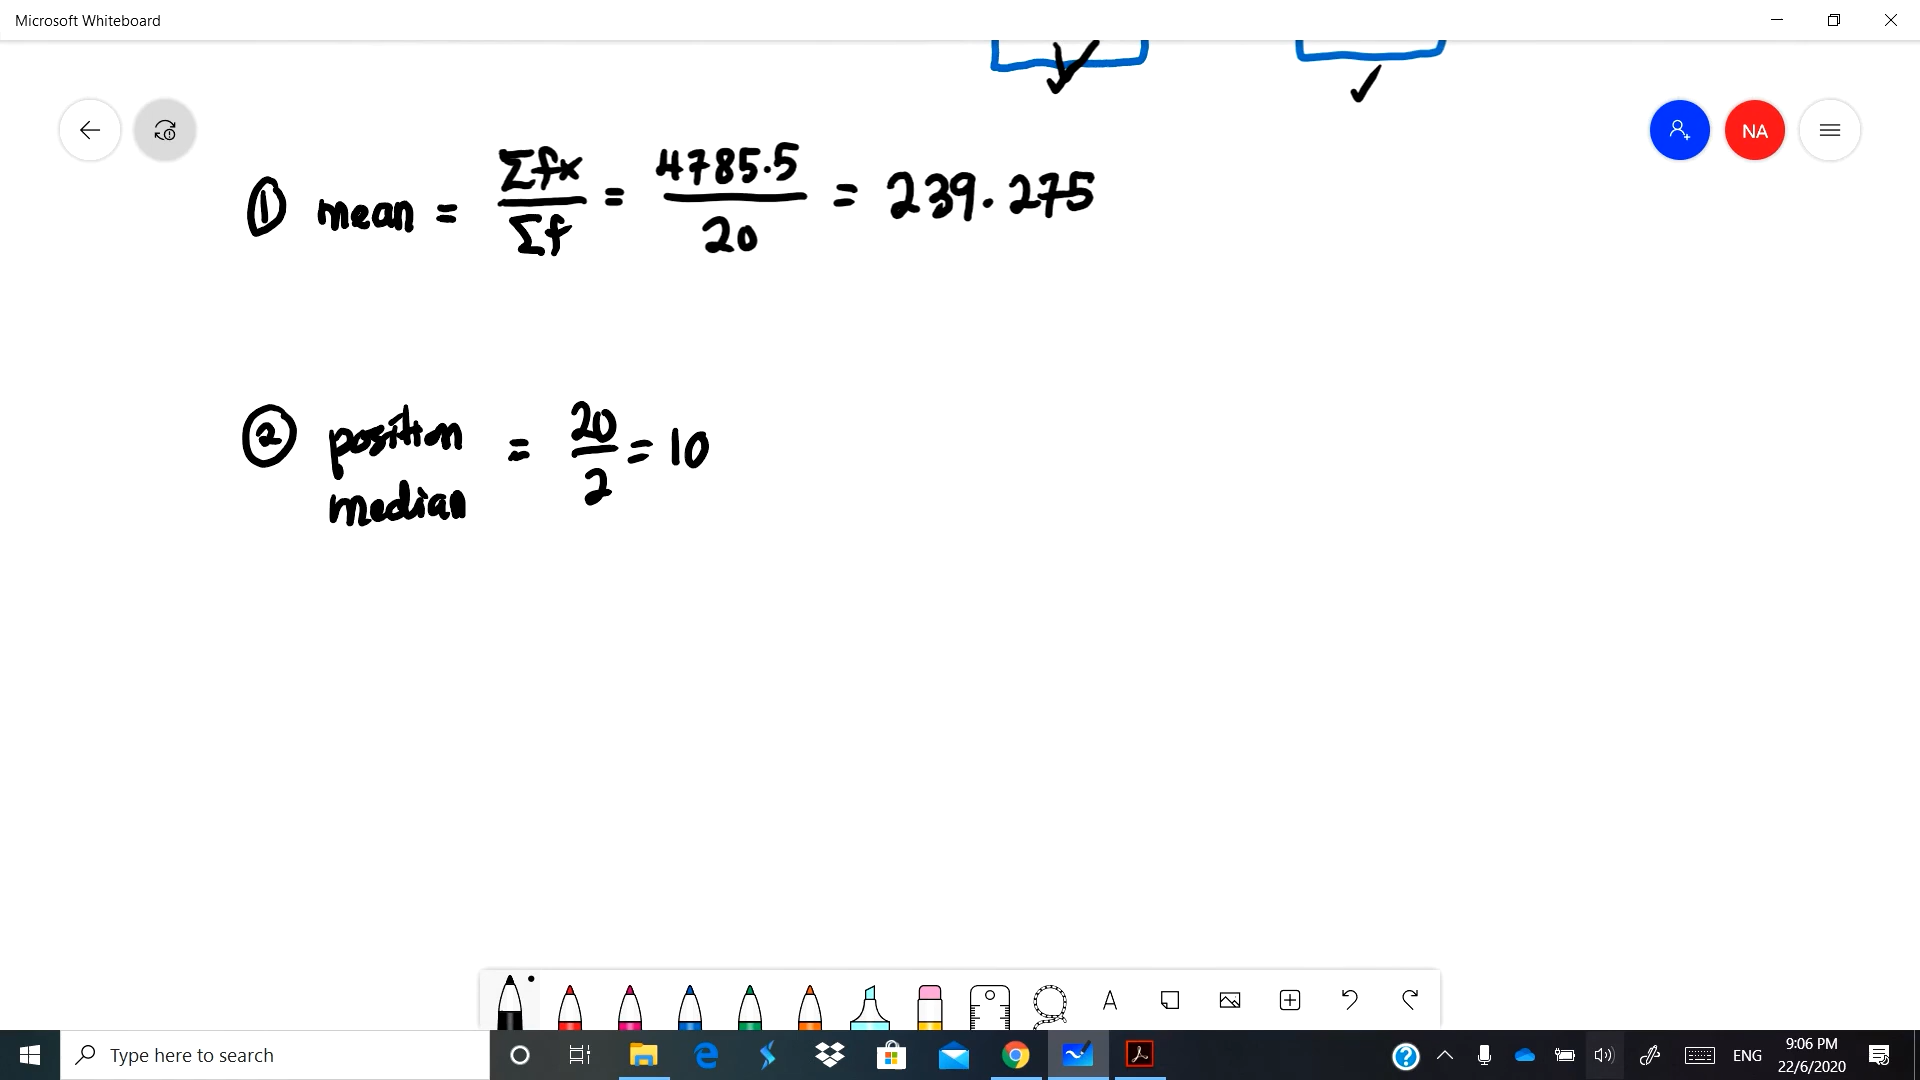 Microsoft Whiteboard
NA
① mean = Σfx / Σf = 4785.5 / 20 = 239.275
② position median = 20 / 2 = 10
A
Type here to search
ENG
9:06 PM
22/6/2020